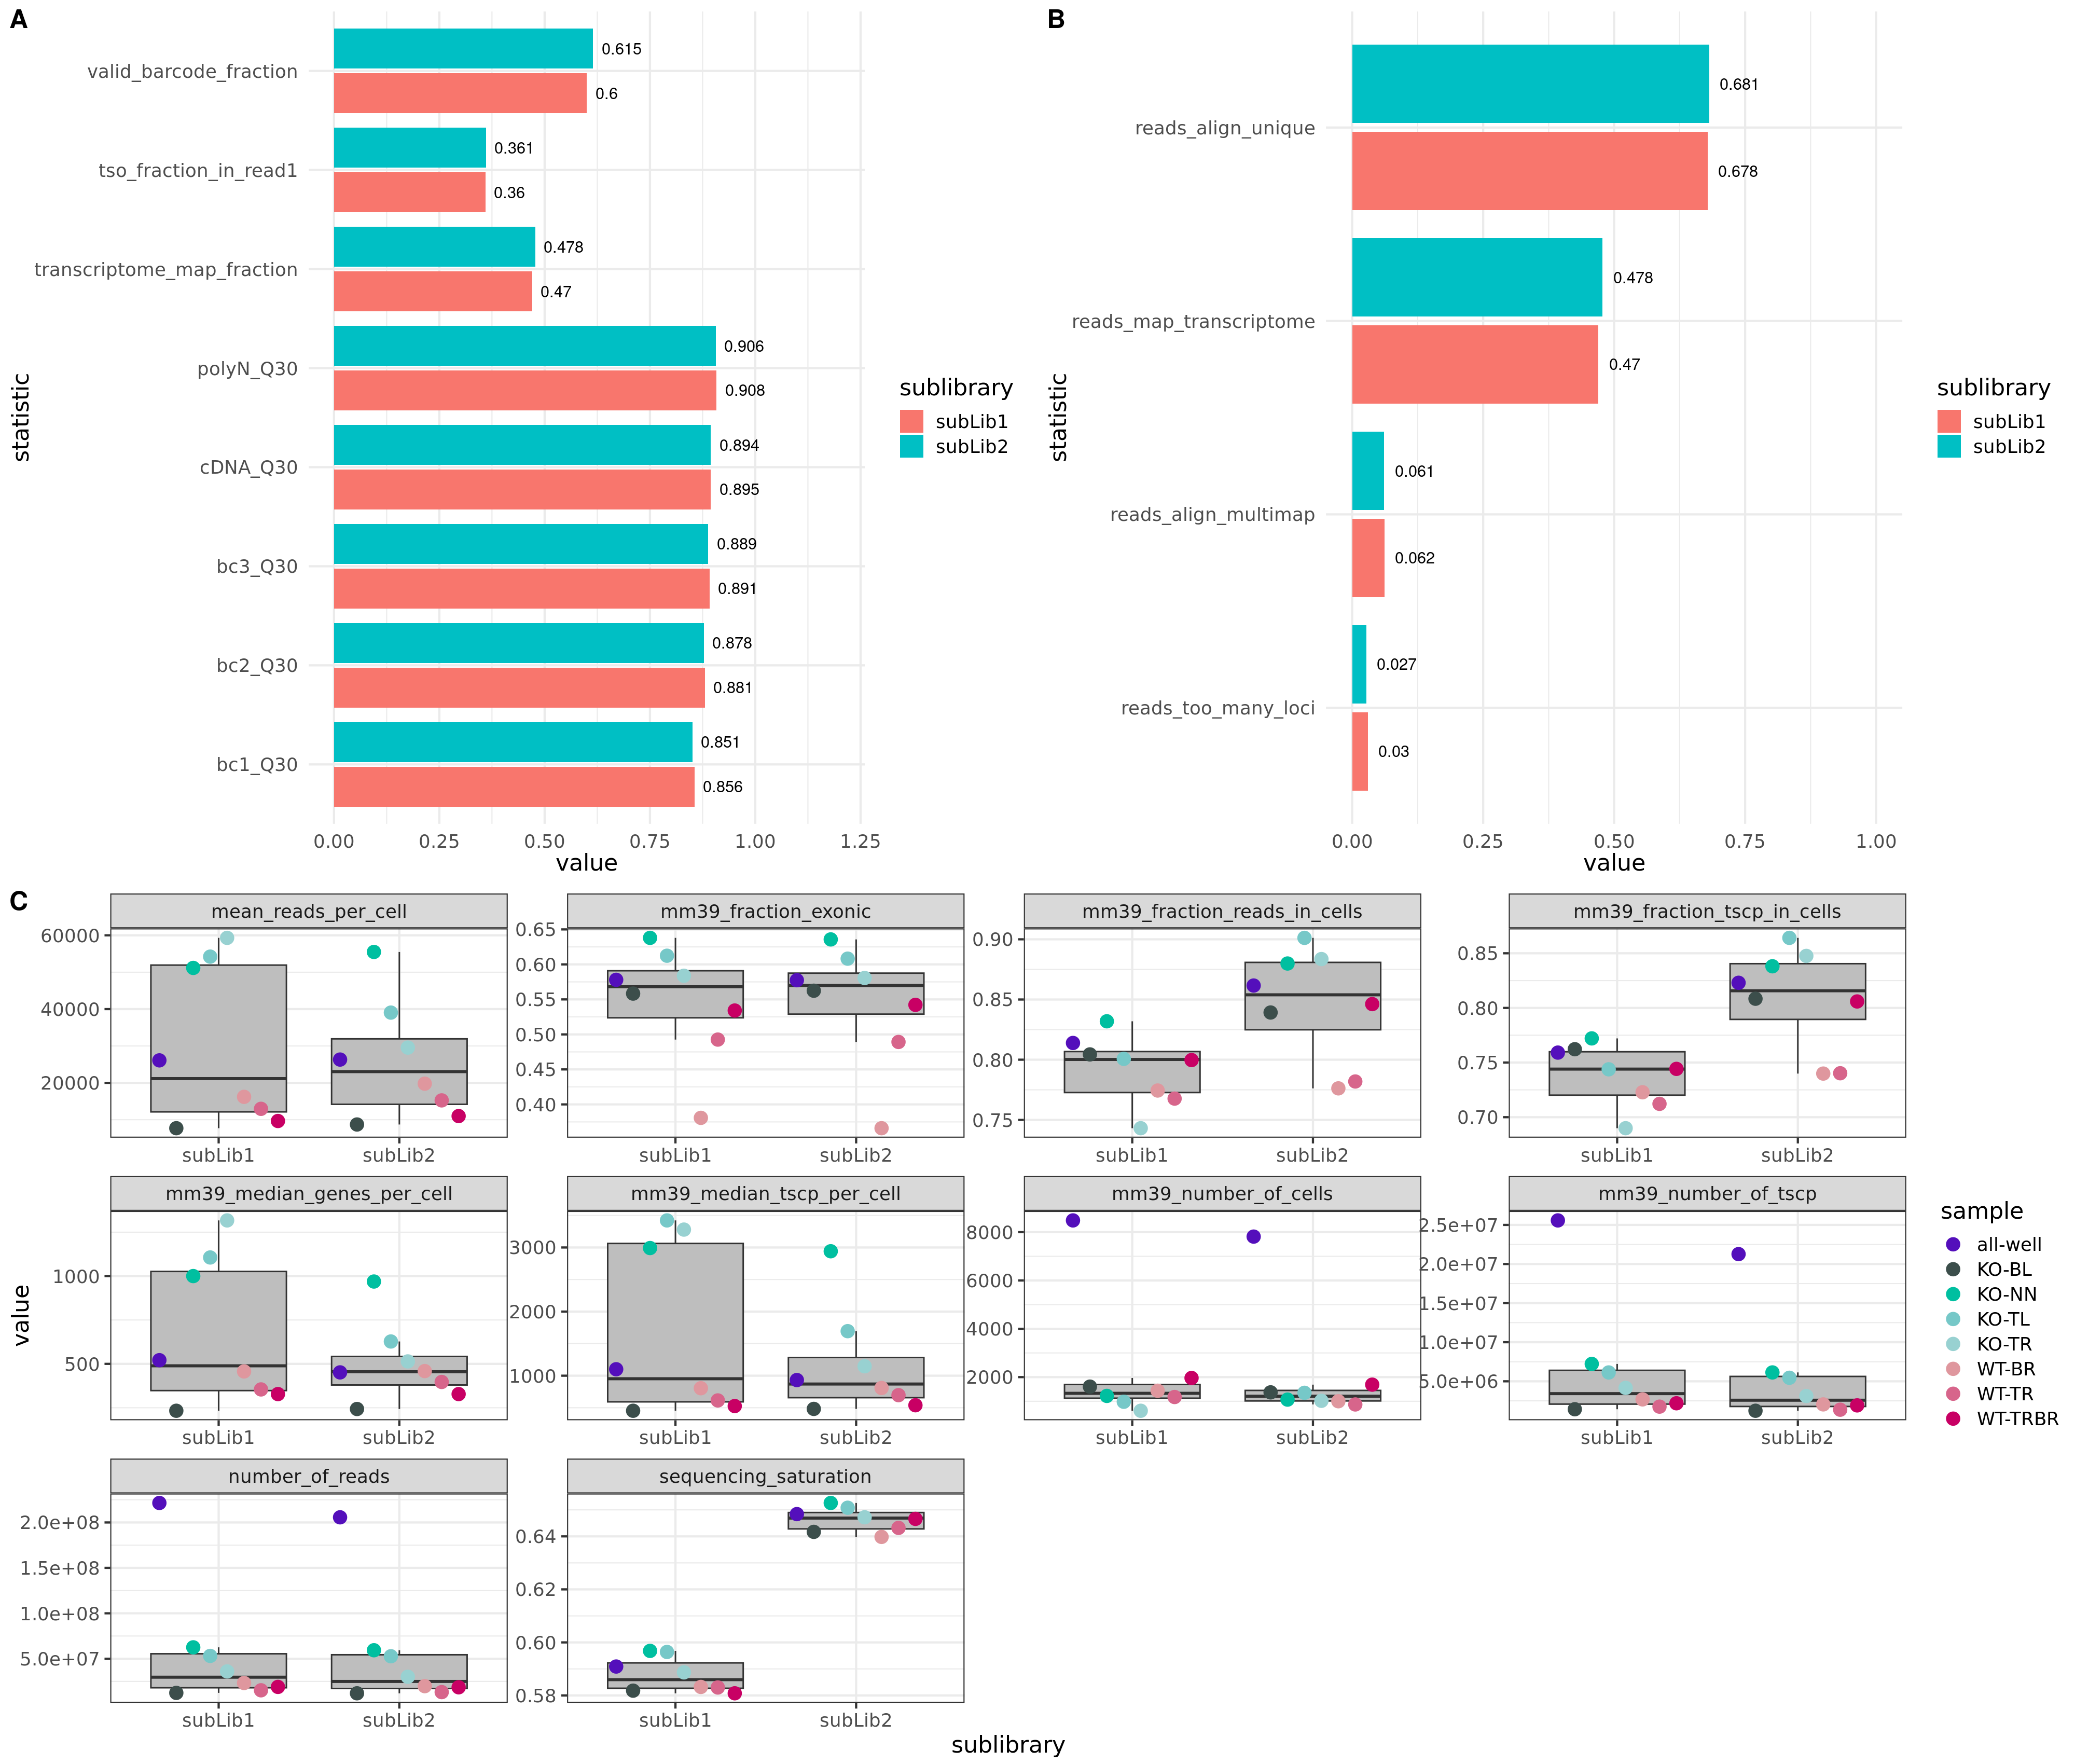 A
valid_barcode_fraction
0.615
0.6
tso_fraction_in_read1
0.361
0.36
transcriptome_map_fraction
0.478
0.47
polyN_Q30
0.906
0.908
cDNA_Q30
0.894
0.895
bc3_Q30
0.889
0.891
bc2_Q30
0.878
0.881
bc1_Q30
0.851
0.856
statistic
0.00 0.25 0.50 0.75 1.00 1.25
value
sublibrary
subLib1
subLib2
B
reads_align_unique
0.681
0.678
reads_map_transcriptome
0.478
0.47
reads_align_multimap
0.061
0.062
reads_too_many_loci
0.027
0.03
statistic
0.00 0.25 0.50 0.75 1.00
value
sublibrary
subLib1
subLib2
C
mean_reads_per_cell
60000
40000
20000
subLib1 subLib2
mm39_fraction_exonic
0.65
0.60
0.55
0.50
0.45
0.40
subLib1 subLib2
mm39_fraction_reads_in_cells
0.90
0.85
0.80
0.75
subLib1 subLib2
mm39_fraction_tscp_in_cells
0.85
0.80
0.75
0.70
subLib1 subLib2
mm39_median_genes_per_cell
1000
500
subLib1 subLib2
mm39_median_tscp_per_cell
3000
2000
1000
subLib1 subLib2
mm39_number_of_cells
8000
6000
4000
2000
subLib1 subLib2
mm39_number_of_tscp
2.5e+07
2.0e+07
1.5e+07
1.0e+07
5.0e+06
subLib1 subLib2
number_of_reads
2.0e+08
1.5e+08
1.0e+08
5.0e+07
subLib1 subLib2
sequencing_saturation
0.64
0.62
0.60
0.58
subLib1 subLib2
value
sublibrary
sample
all-well
KO-BL
KO-NN
KO-TL
KO-TR
WT-BR
WT-TR
WT-TRBR